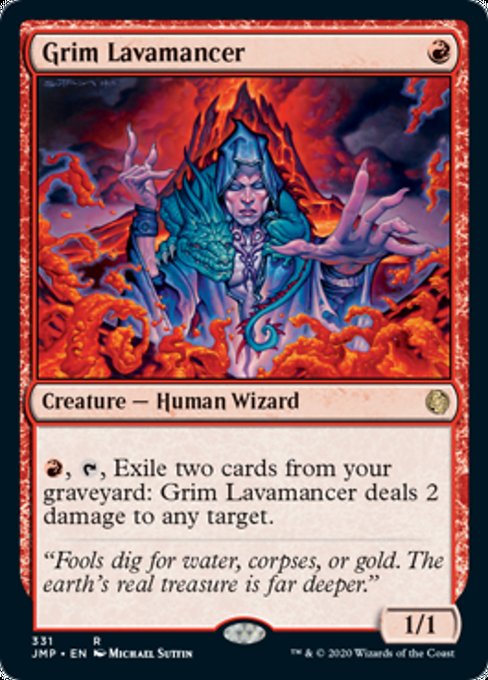 Grim Lavamancer
Creature — Human Wizard
, , Exile two cards from your
graveyard: Grim Lavamancer deals 2
damage to any target.
“Fools dig for water, corpses, or gold. The
earth’s real treasure is far deeper.”
1/1
331 R
JMP • EN Michael Sutfin
™ & © 2020 Wizards of the Coast